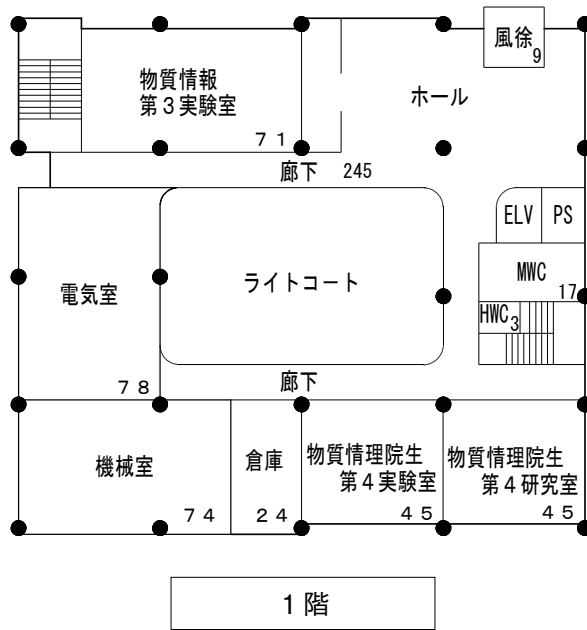 風徐
9
物質情報
第３実験室
７１
ホール
廊下 245
ELV PS
電気室
ライトコート
MWC
17
HWC 3
７８
廊下
機械室
７４
倉庫
２４
物質情理院生
第４実験室
４５
物質情理院生
第４研究室
４５
１階